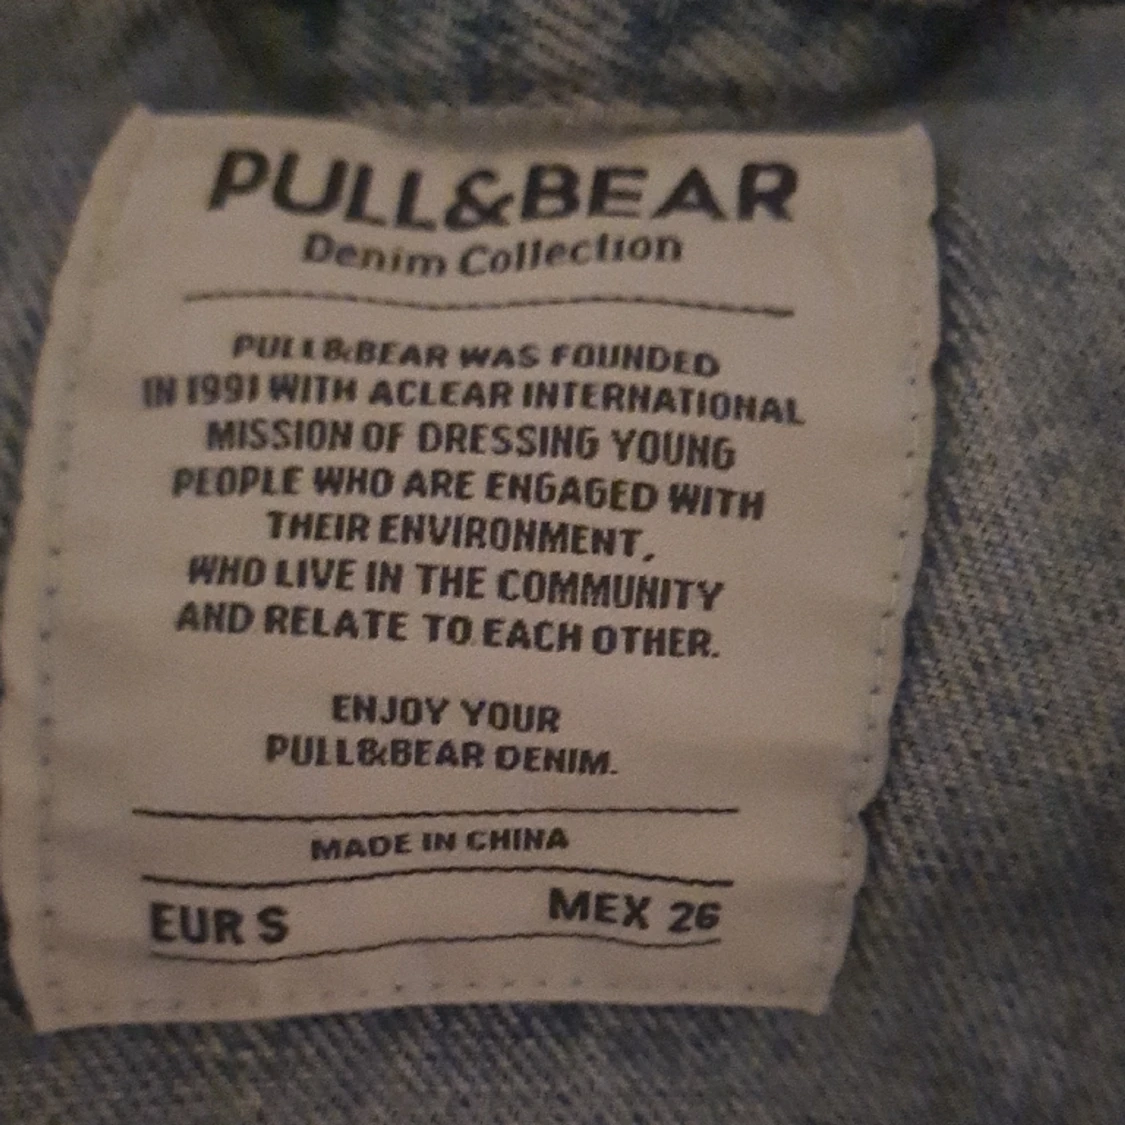 PULL&BEAR
Denim Collection
PULL&BEAR WAS FOUNDED
IN 1991 WITH ACLEAR INTERNATIONAL
MISSION OF DRESSING YOUNG
PEOPLE WHO ARE ENGAGED WITH
THEIR ENVIRONMENT,
WHO LIVE IN THE COMMUNITY
AND RELATE TO EACH OTHER.
ENJOY YOUR
PULL&BEAR DENIM.
MADE IN CHINA
EUR S MEX 26